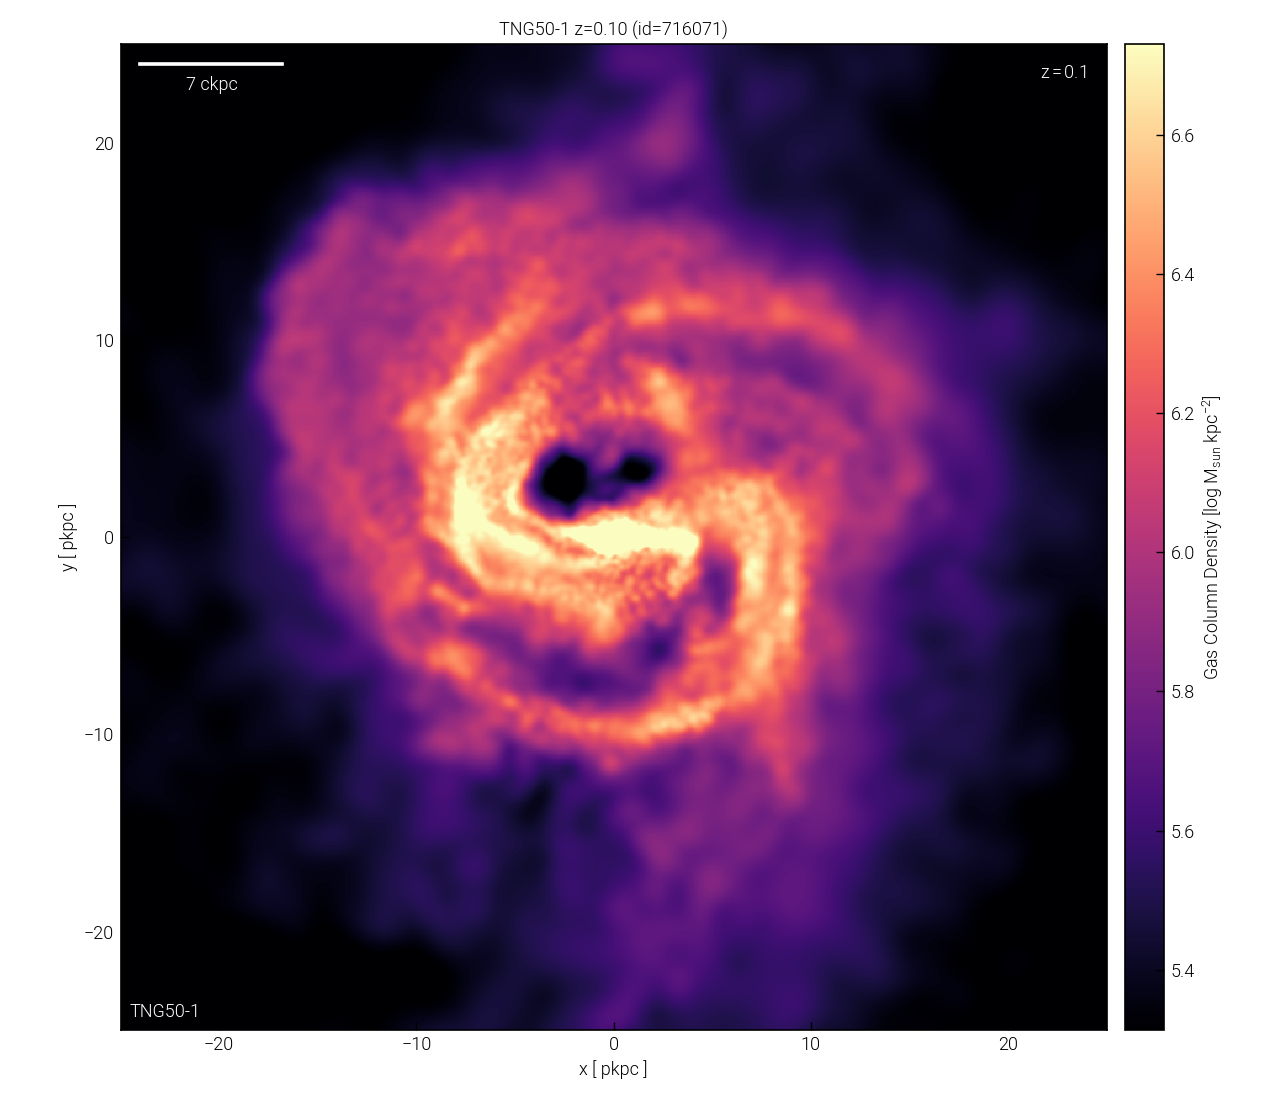 TNG50-1 z=0.10 (id=716071)
7 ckpc
z=0.1
20
10
0
−10
−20
y [ pkpc ]
TNG50-1
−20
−10
0
10
20
x [ pkpc ]
6.6
6.4
6.2
6.0
5.8
5.6
5.4
Gas Column Density [log M_sun kpc^−2]